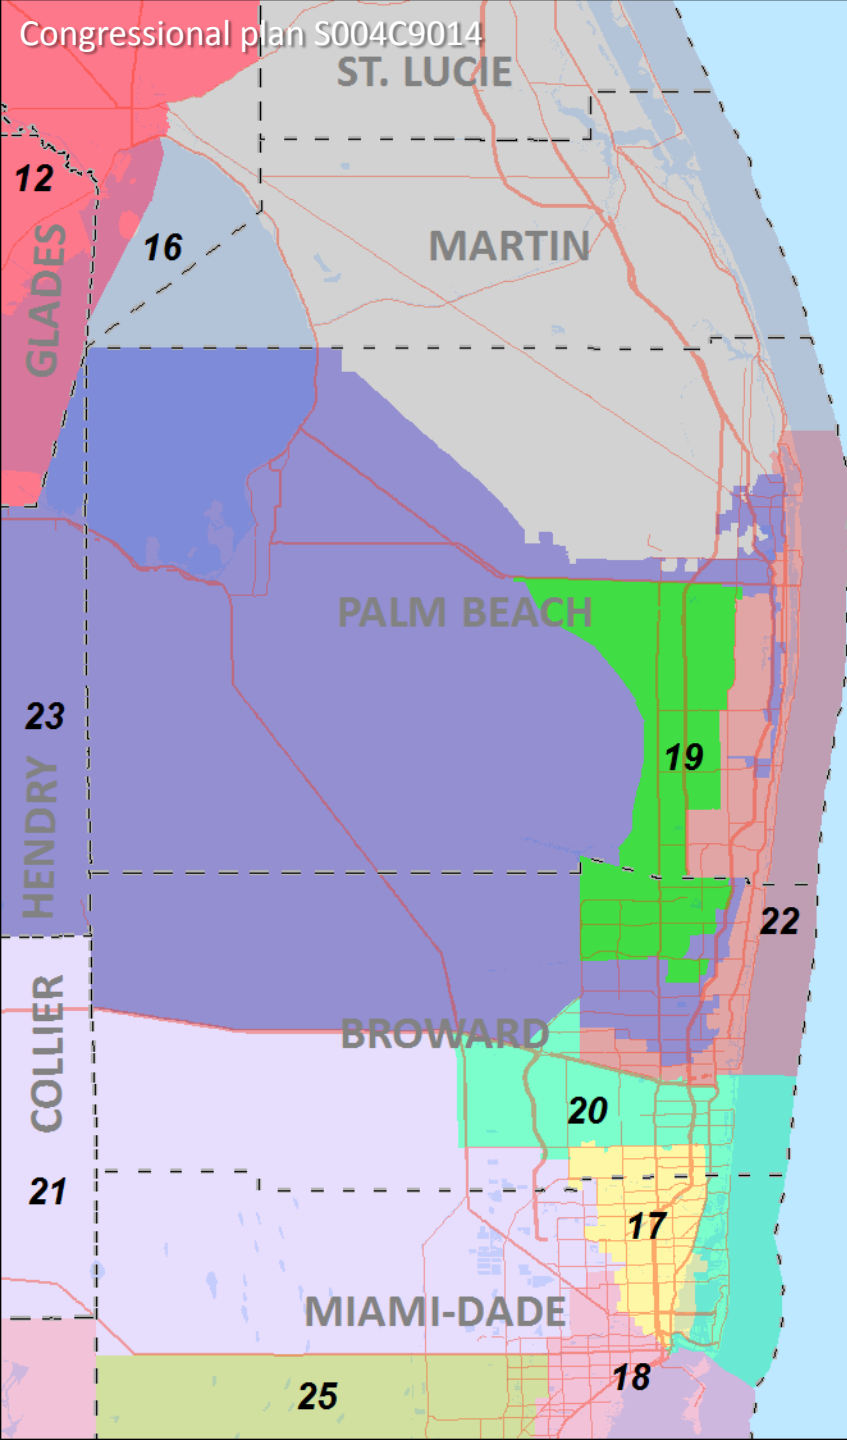 Congressional plan S004C9014
ST. LUCIE
12
GLADES
16
MARTIN
PALM BEACH
23
HENDRY
19
22
COLLIER
BROWARD
20
21
17
MIAMI-DADE
18
25